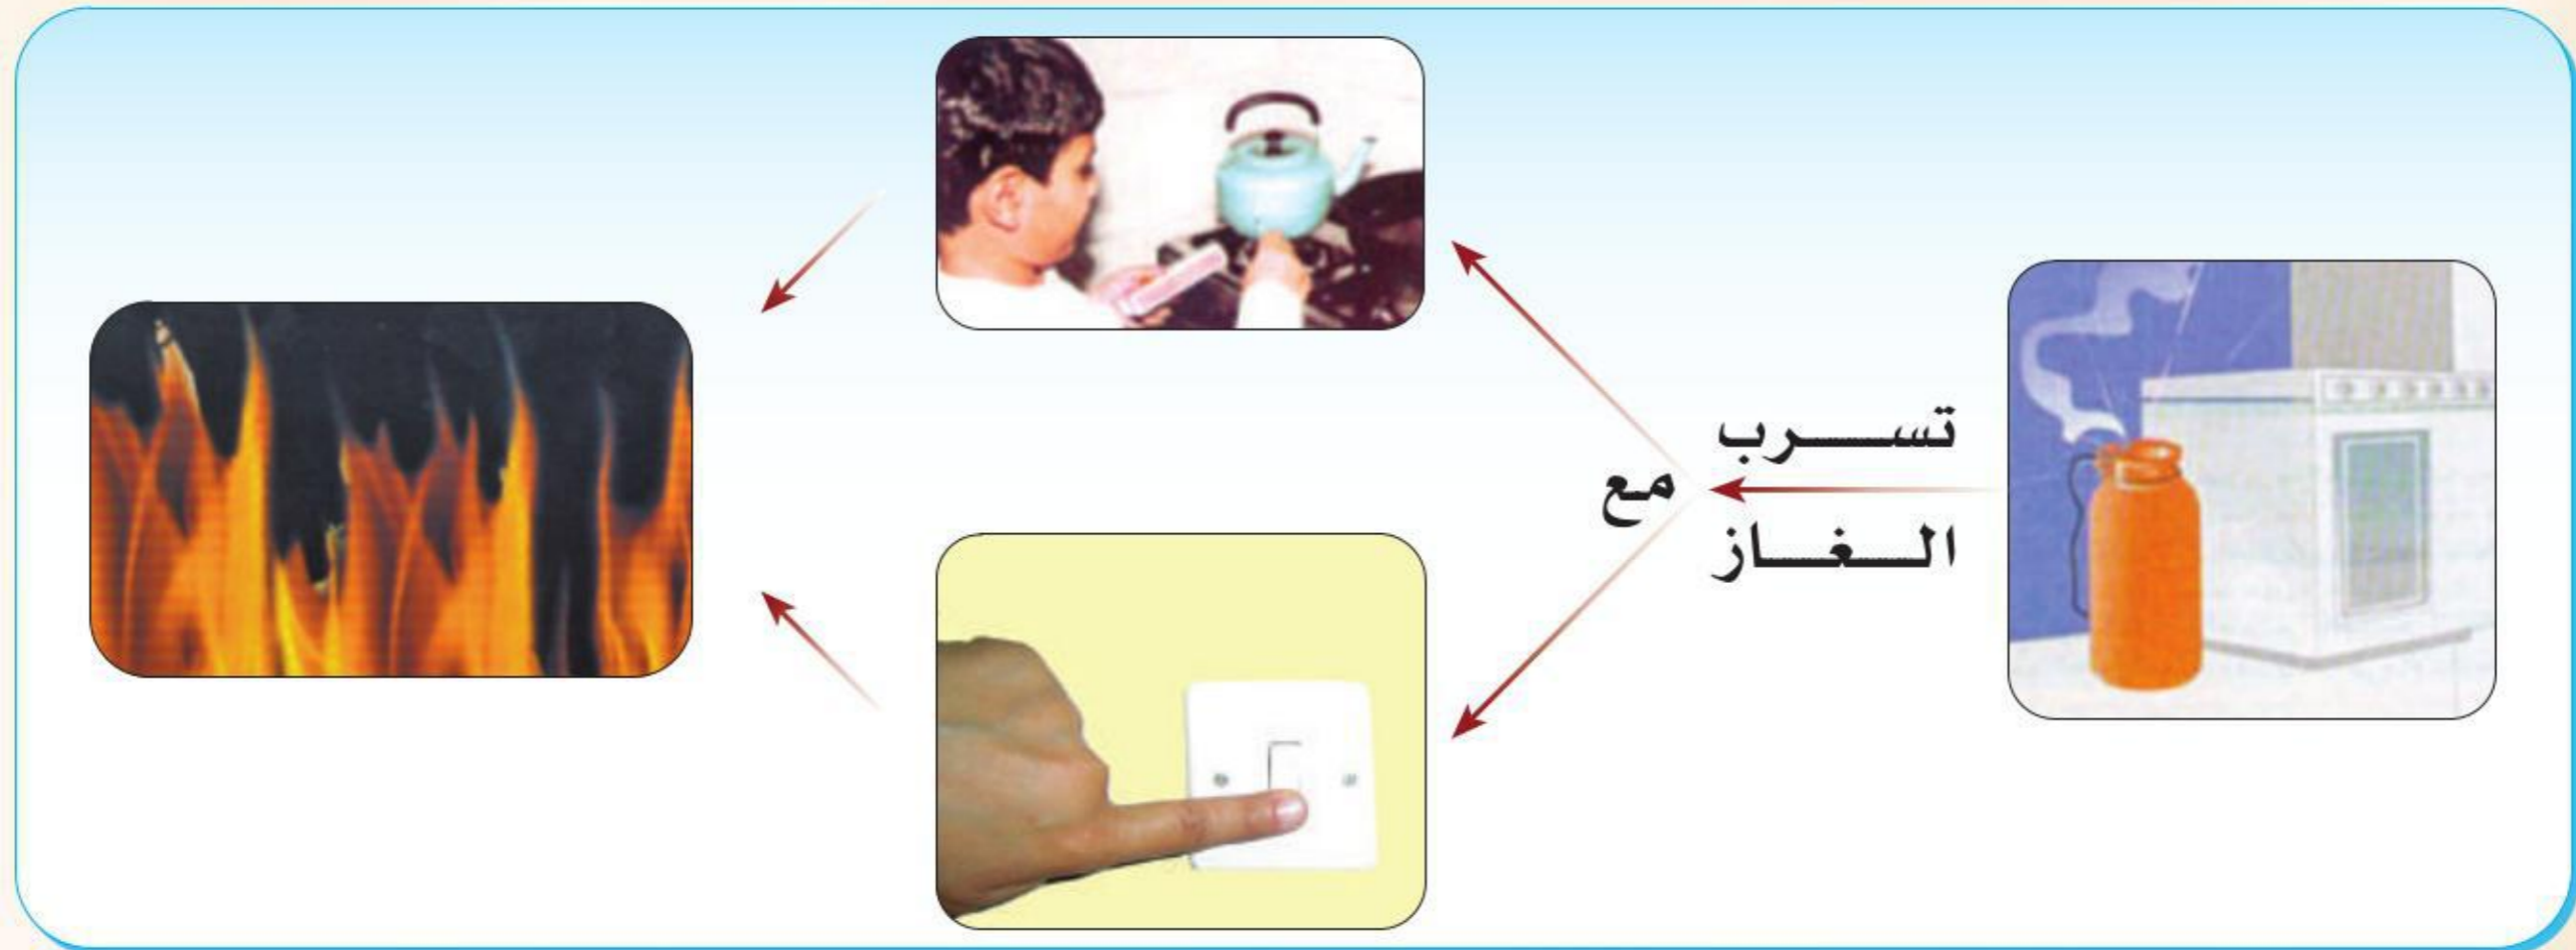 تسرب
مع
الغاز